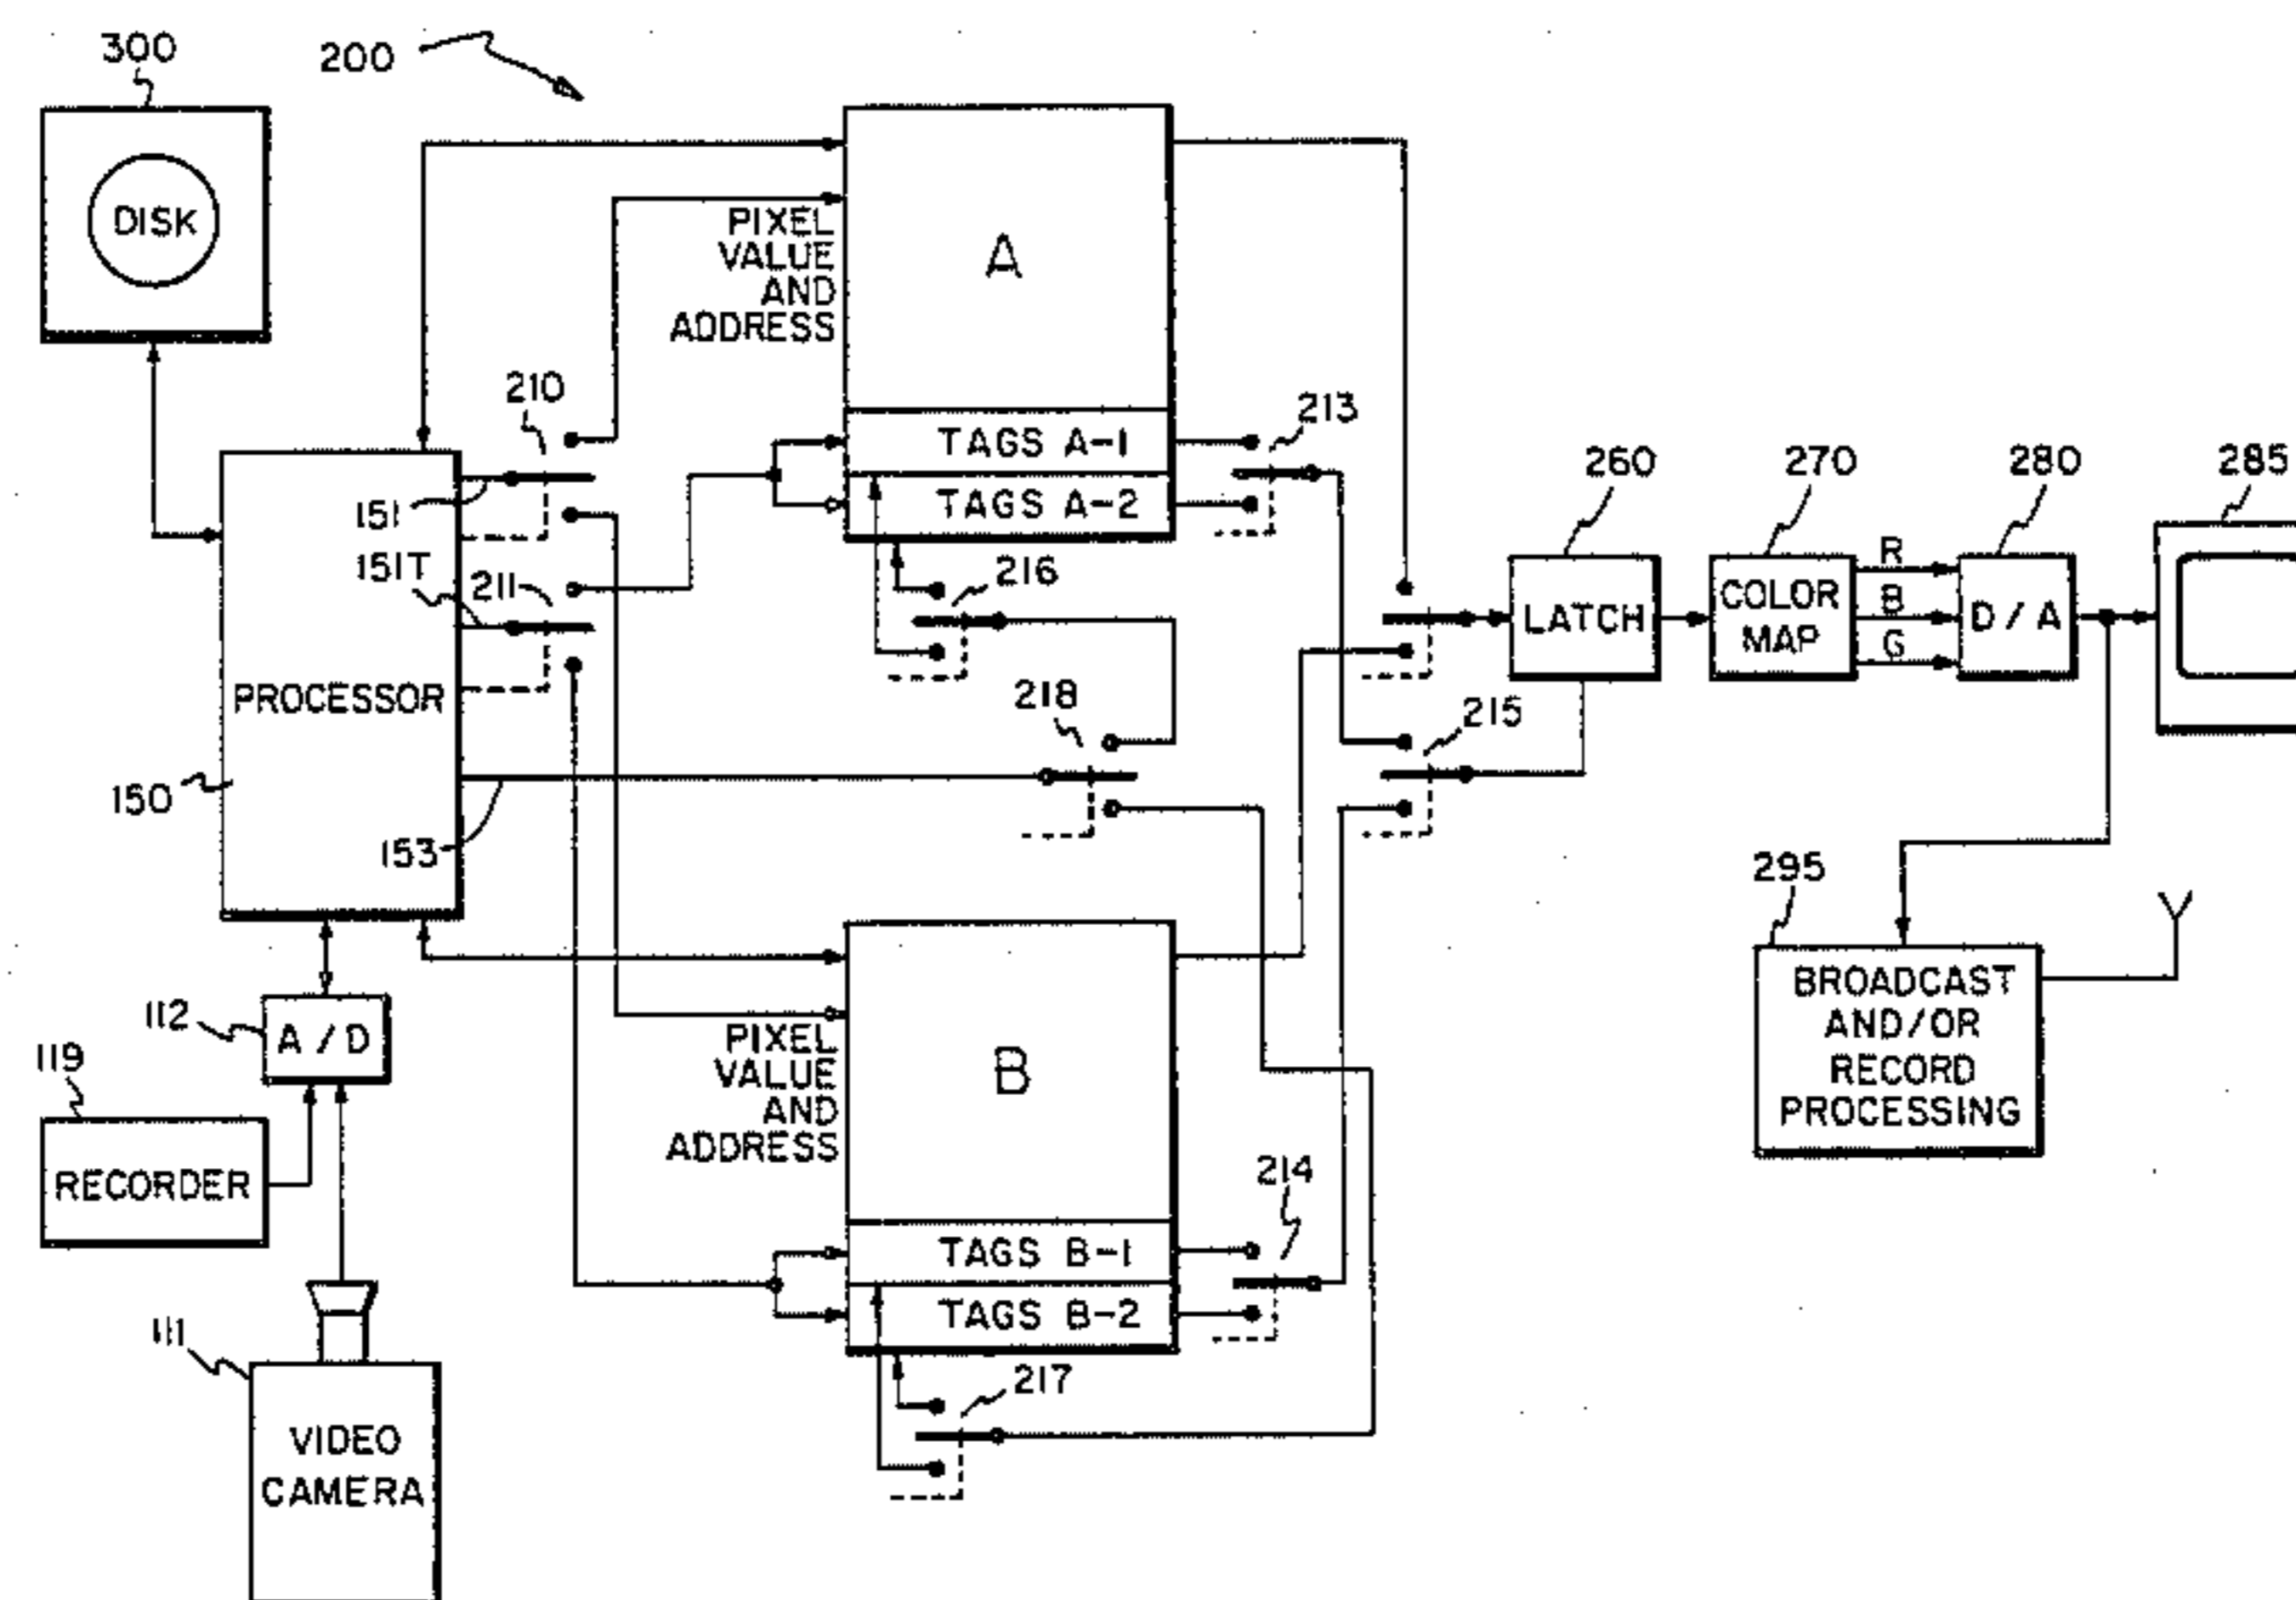 300
200
DISK
PIXEL
VALUE
AND
ADDRESS
A
TAGS A-1
TAGS A-2
210
213
151
151T
211
216
260
270
280
285
R
B
G
LATCH
COLOR
MAP
D/A
PROCESSOR
150
218
215
153
295
112
A/D
119
RECORDER
PIXEL
VALUE
AND
ADDRESS
B
TAGS B-1
TAGS B-2
214
217
BROADCAST
AND/OR
RECORD
PROCESSING
111
VIDEO
CAMERA